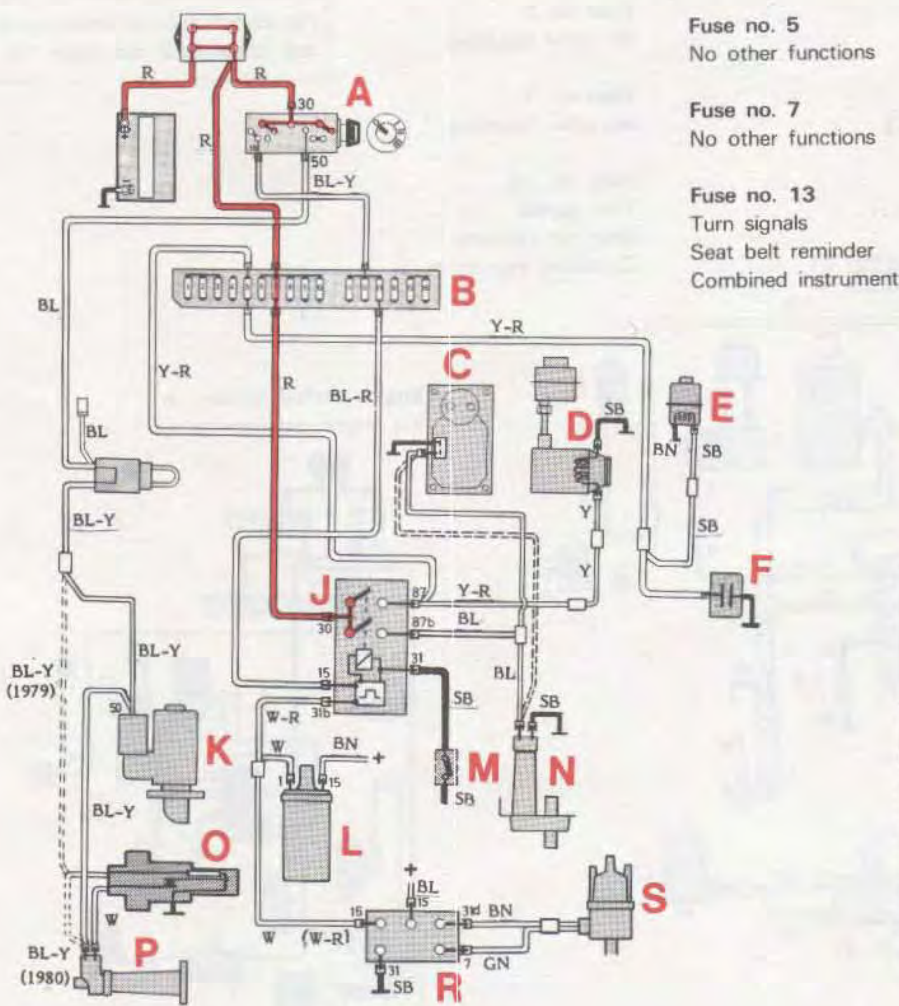 Fuse no. 5
No other functions
Fuse no. 7
No other functions
Fuse no. 13
Turn signals
Seat belt reminder
Combined instrument
R
R
A
30
R
50
BL-Y
B
BL
Y-R
Y-R
R
BL-R
C
D
SB
E
BN
SB
BL
Y
SB
BL-Y
Y
F
J
87
Y-R
30
87b
BL
31
BL
SB
15
SB
BL-Y
(1979)
BL-Y
31b
W-R
50
K
W
BN
+
M
N
1
15
SB
BL-Y
L
O
+
BL
15
S
W
15
31d
BN
W
(W-R)
BL-Y
(1980)
P
31
SB
7
GN
R